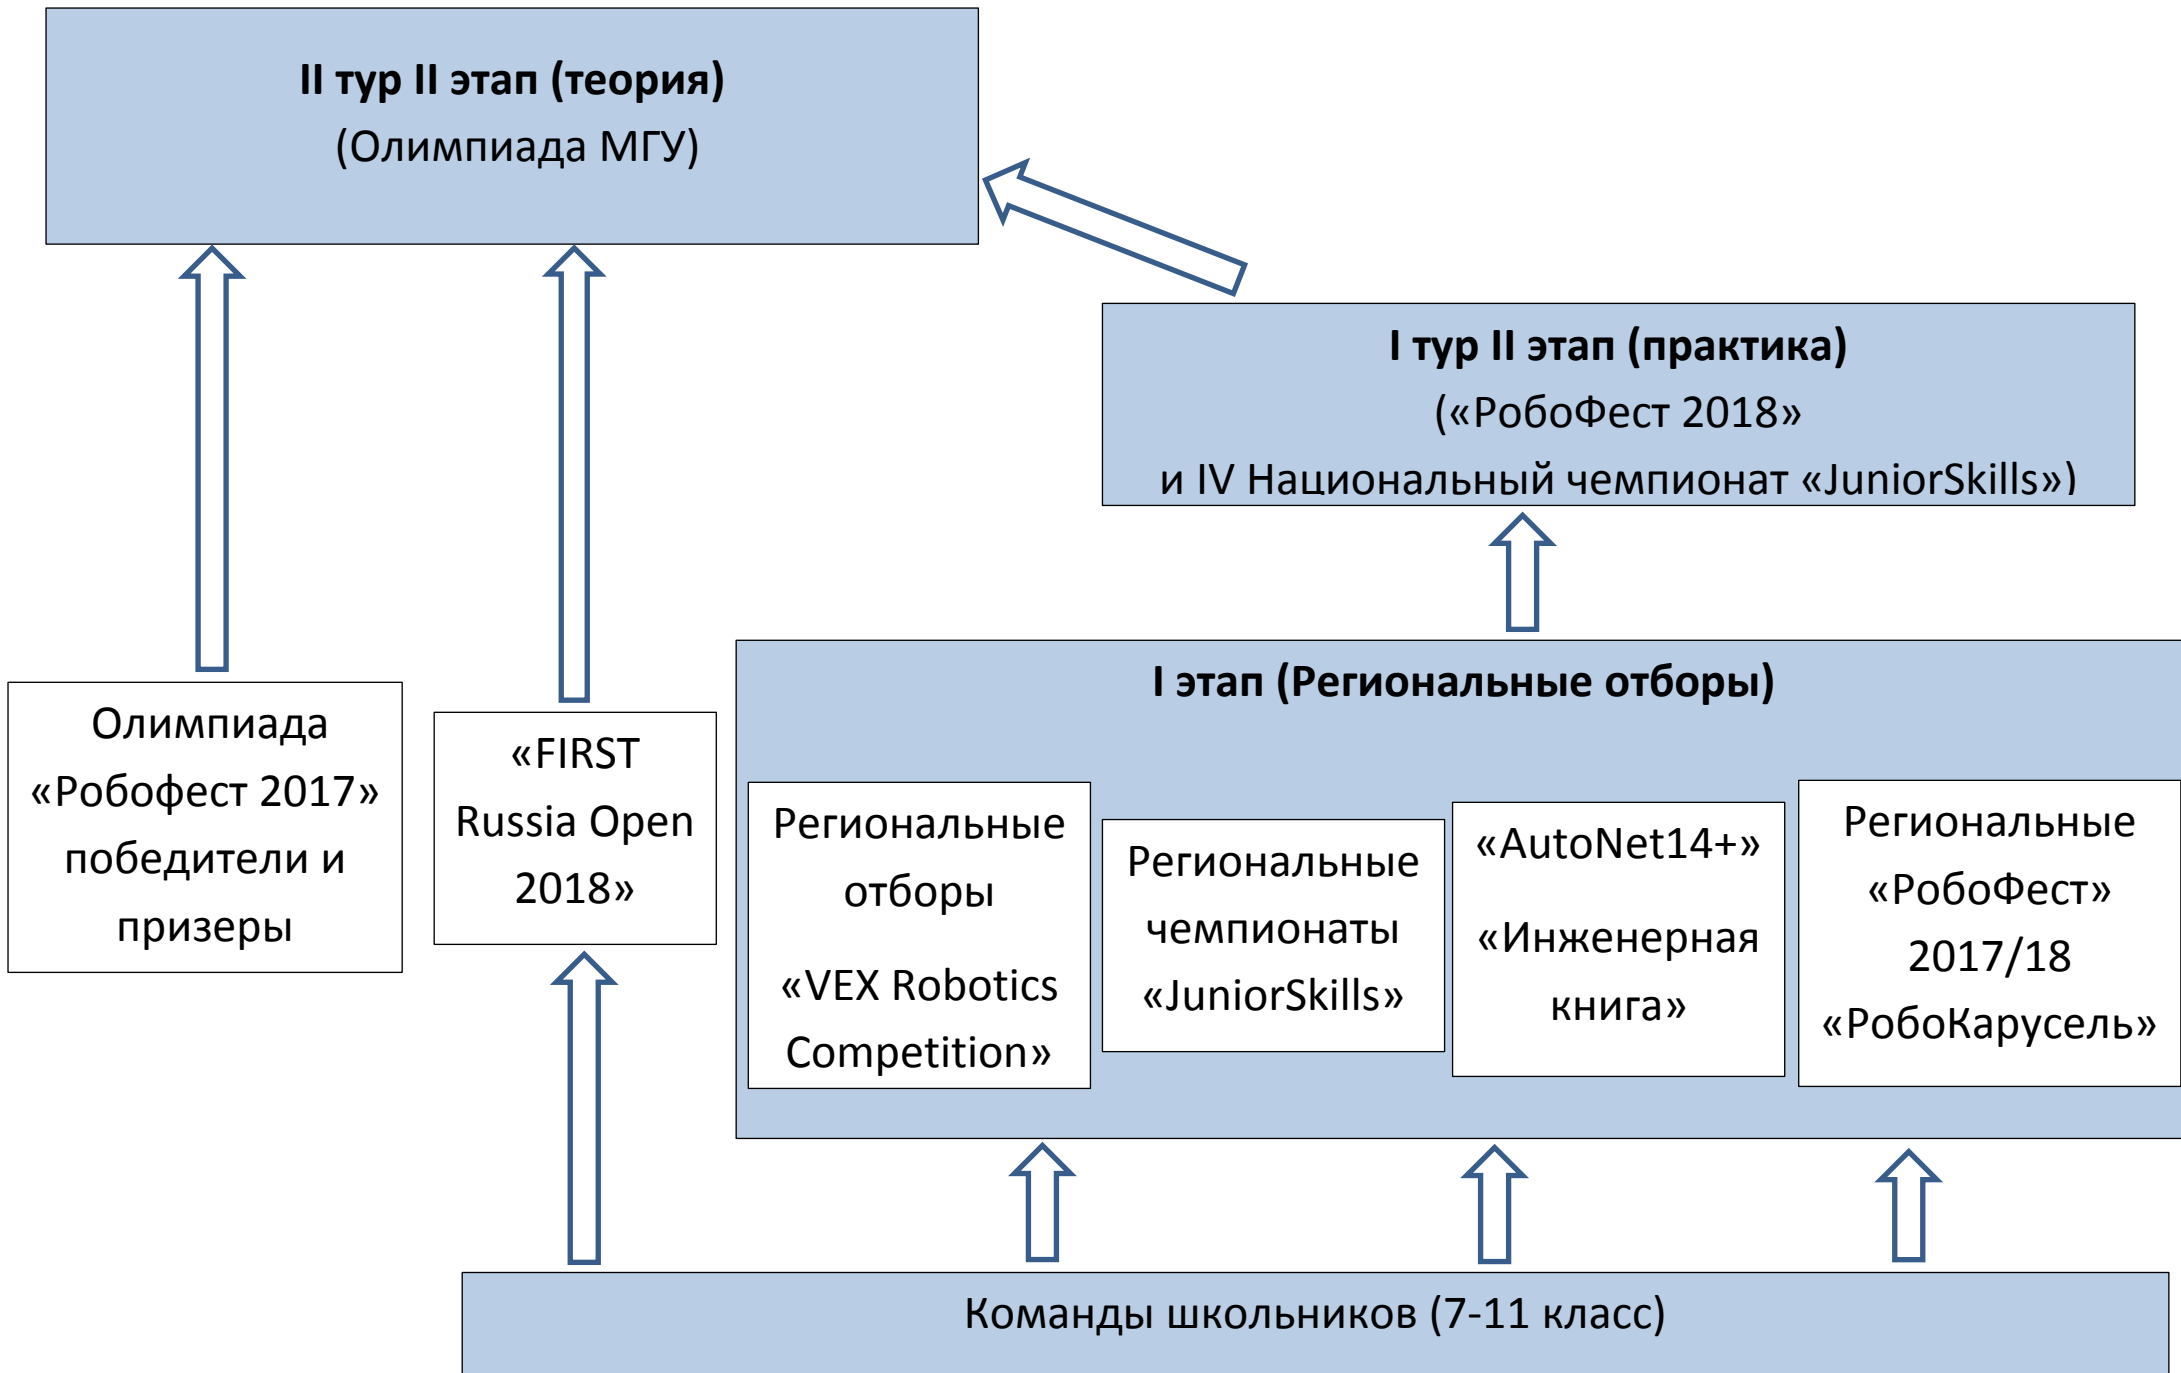 II тур II этап (теория)
(Олимпиада МГУ)
I тур II этап (практика)
(«РобоФест 2018»
и IV Национальный чемпионат «JuniorSkills»)
Олимпиада
«Робофест 2017»
победители и
призеры
«FIRST
Russia Open
2018»
I этап (Региональные отборы)
Региональные
отборы
«VEX Robotics
Competition»
Региональные
чемпионаты
«JuniorSkills»
«AutoNet14+»
«Инженерная
книга»
Региональные
«РобоФест»
2017/18
«РобоКарусель»
Команды школьников (7-11 класс)